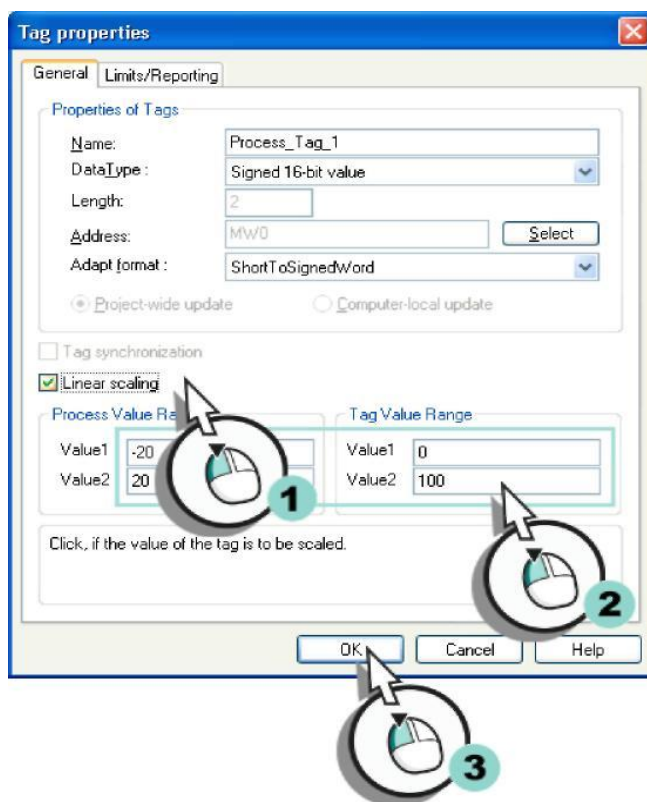 Tag properties
General Limits/Reporting
Properties of Tags
Name: Process_Tag_1
DataType : Signed 16-bit value
Length: 2
Address: MW0 Select
Adapt format : ShortToSignedWord
Project-wide update Computer-local update
Tag synchronization
Linear scaling
Process Value Tag Value Range
Value1 -20 Value1 0
Value2 20 Value2 100
1
Click, if the value of the tag is to be scaled.
2
OK Cancel Help
3